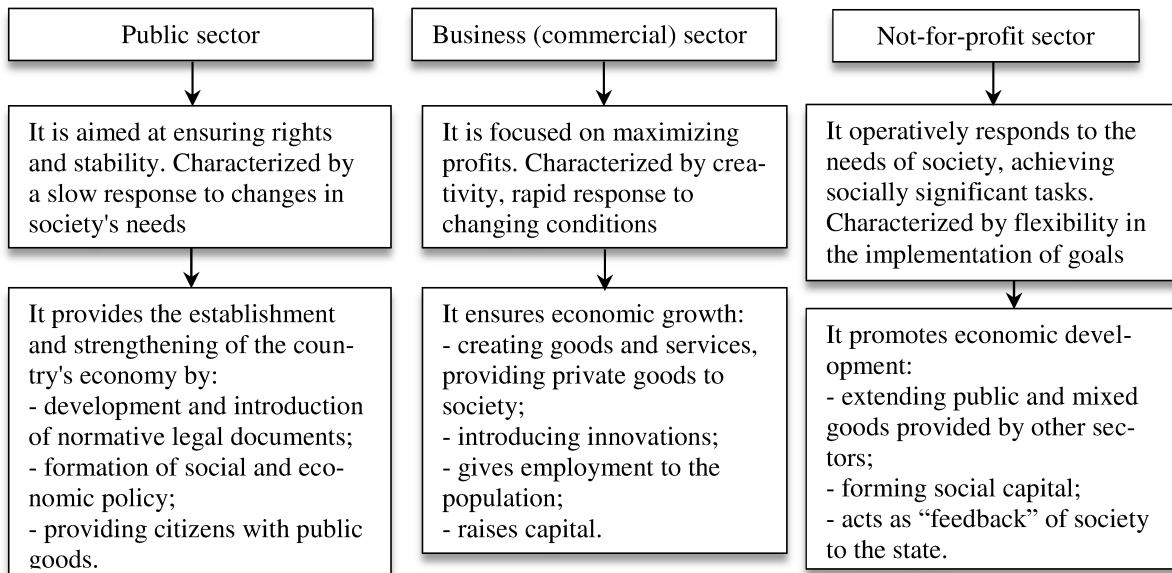 Public sector
It is aimed at ensuring rights
and stability. Characterized by
a slow response to changes in
society's needs
It provides the establishment
and strengthening of the coun-
try's economy by:
- development and introduction
of normative legal documents;
- formation of social and eco-
nomic policy;
- providing citizens with public
goods.
Business (commercial) sector
It is focused on maximizing
profits. Characterized by crea-
tivity, rapid response to
changing conditions
It ensures economic growth:
- creating goods and services,
providing private goods to
society;
- introducing innovations;
- gives employment to the
population;
- raises capital.
Not-for-profit sector
It operatively responds to the
needs of society, achieving
socially significant tasks.
Characterized by flexibility in
the implementation of goals
It promotes economic devel-
opment:
- extending public and mixed
goods provided by other sec-
tors;
- forming social capital;
- acts as “feedback” of society
to the state.